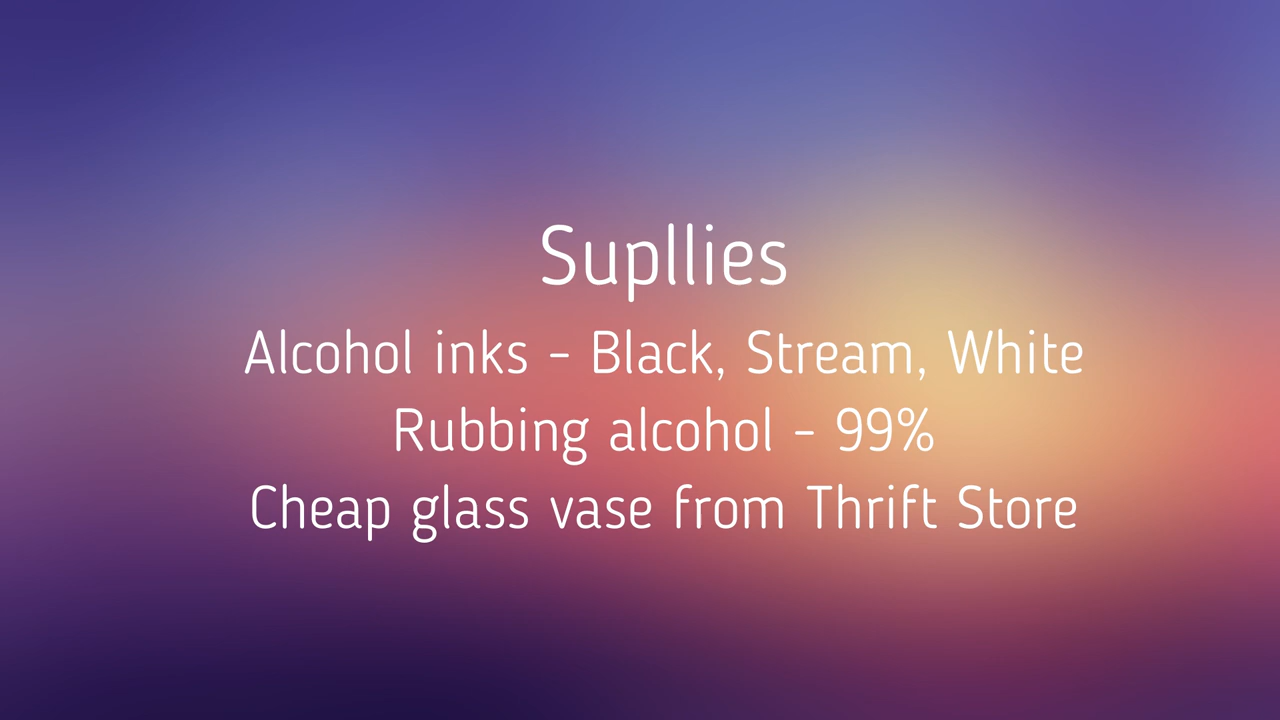 Supllies
Alcohol inks - Black, Stream, White
Rubbing alcohol - 99%
Cheap glass vase from Thrift Store